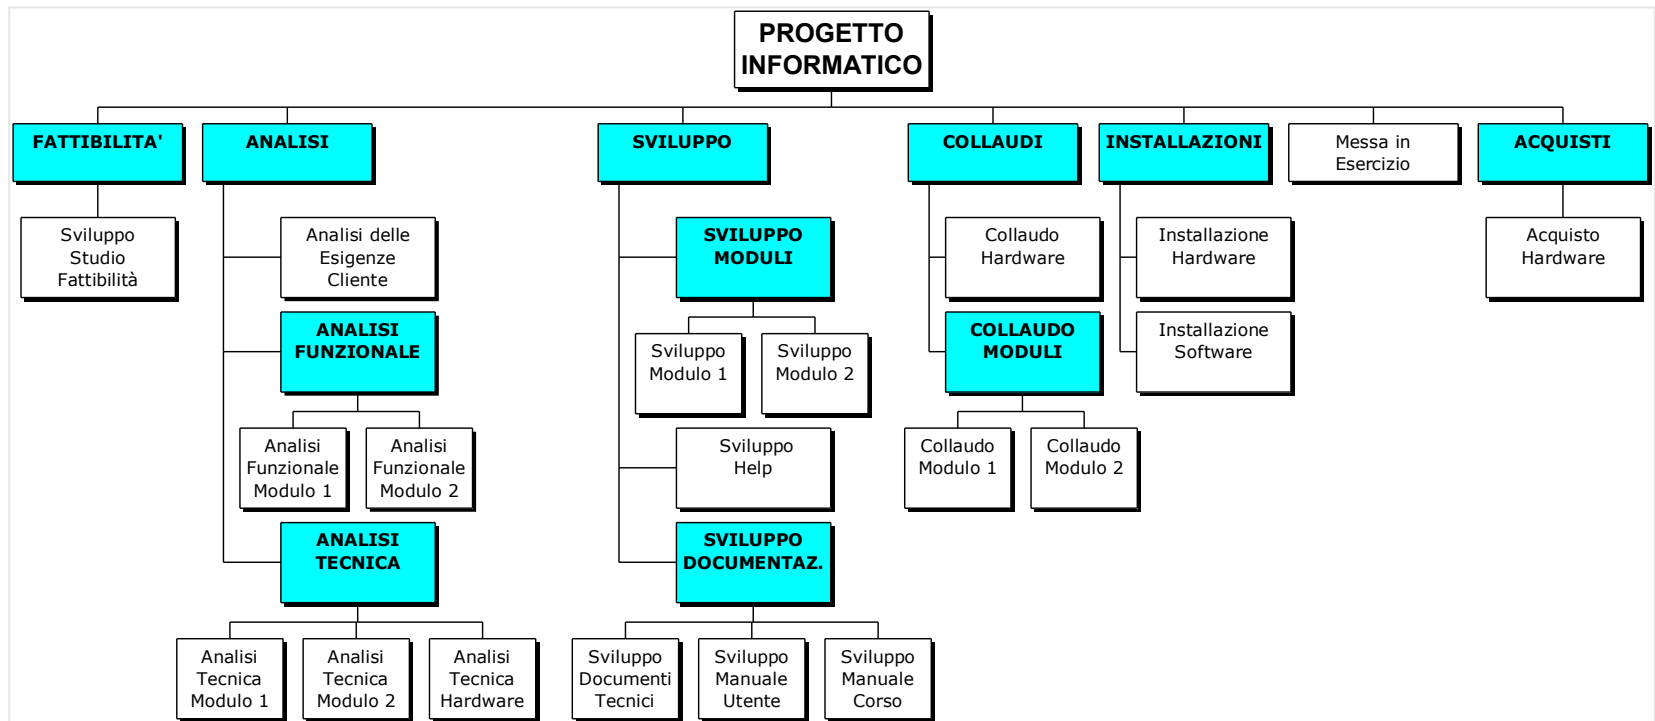 PROGETTO
INFORMATICO
FATTIBILITA'
ANALISI
SVILUPPO
COLLAUDI
INSTALLAZIONI
Messa in
Esercizio
ACQUISTI
Sviluppo
Studio
Fattibilità
Analisi delle
Esigenze
Cliente
SVILUPPO
MODULI
Collaudo
Hardware
Installazione
Hardware
Acquisto
Hardware
ANALISI
FUNZIONALE
Sviluppo
Modulo 1
Sviluppo
Modulo 2
COLLAUDO
MODULI
Installazione
Software
Analisi
Funzionale
Modulo 1
Analisi
Funzionale
Modulo 2
Sviluppo
Help
Collaudo
Modulo 1
Collaudo
Modulo 2
ANALISI
TECNICA
SVILUPPO
DOCUMENTAZ.
Analisi
Tecnica
Modulo 1
Analisi
Tecnica
Modulo 2
Analisi
Tecnica
Hardware
Sviluppo
Documenti
Tecnici
Sviluppo
Manuale
Utente
Sviluppo
Manuale
Corso